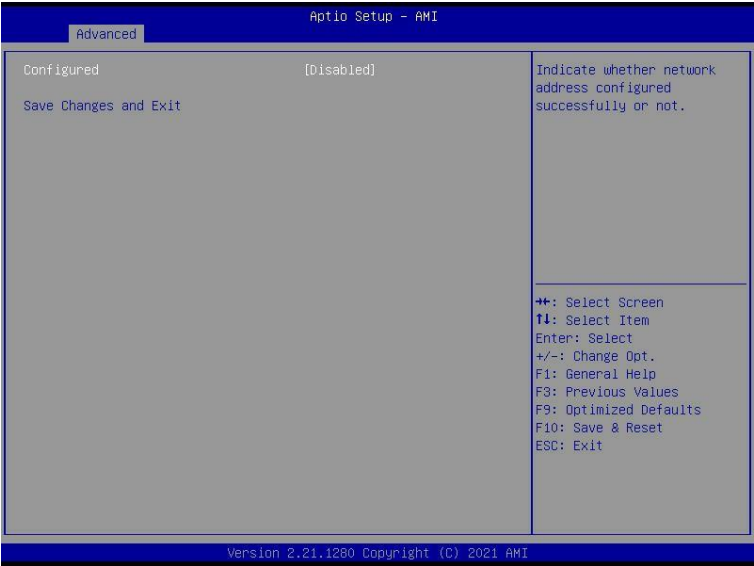 Aptio Setup – AMI
Advanced
Configured [Disabled]
Save Changes and Exit
Indicate whether network
address configured
successfully or not.
→←: Select Screen
↑↓: Select Item
Enter: Select
+/-: Change Opt.
F1: General Help
F3: Previous Values
F9: Optimized Defaults
F10: Save & Reset
ESC: Exit
Version 2.21.1280 Copyright (C) 2021 AMI